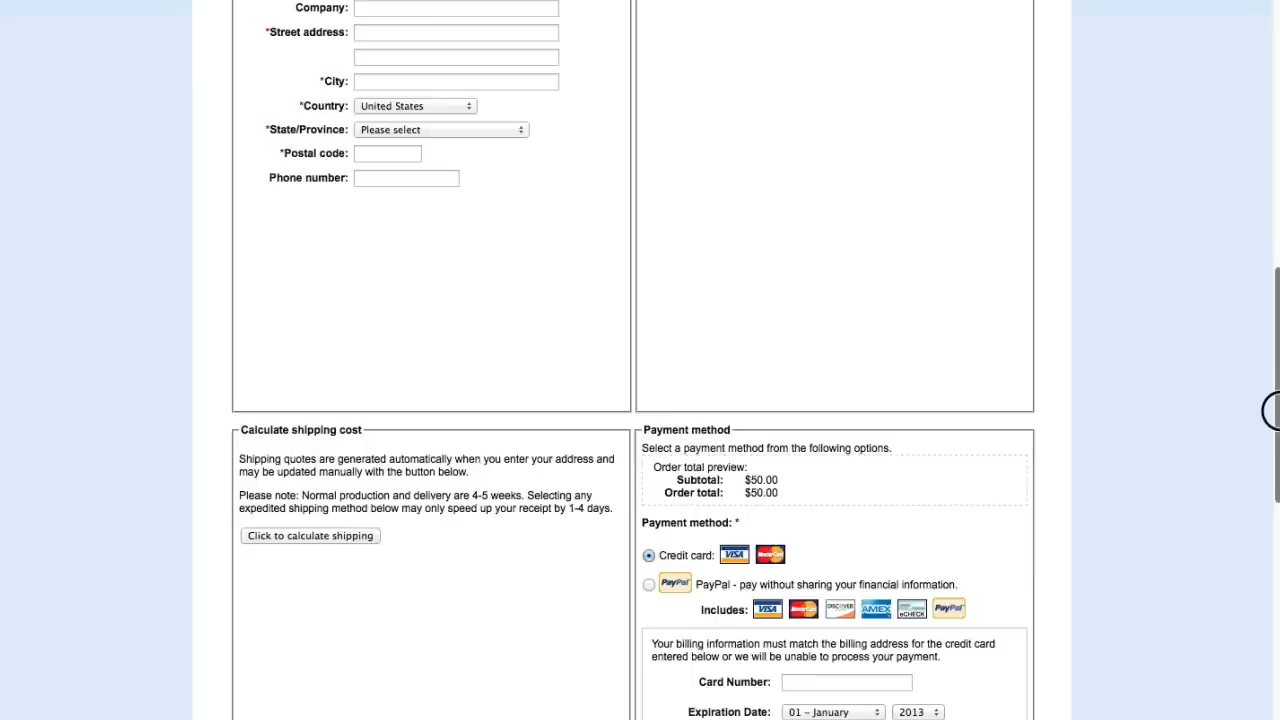 Company:
*Street address:
*City:
*Country: United States
*State/Province: Please select
*Postal code:
Phone number:
Calculate shipping cost
Shipping quotes are generated automatically when you enter your address and
may be updated manually with the button below.
Please note: Normal production and delivery are 4-5 weeks. Selecting any
expedited shipping method below may only speed up your receipt by 1-4 days.
Click to calculate shipping
Payment method
Select a payment method from the following options.
Order total preview:
Subtotal: $50.00
Order total: $50.00
Payment method: *
Credit card: VISA MasterCard
PayPal PayPal - pay without sharing your financial information.
Includes: VISA MasterCard DISCOVER AMEX eCHECK PayPal
Your billing information must match the billing address for the credit card
entered below or we will be unable to process your payment.
Card Number:
Expiration Date: 01 - January 2013